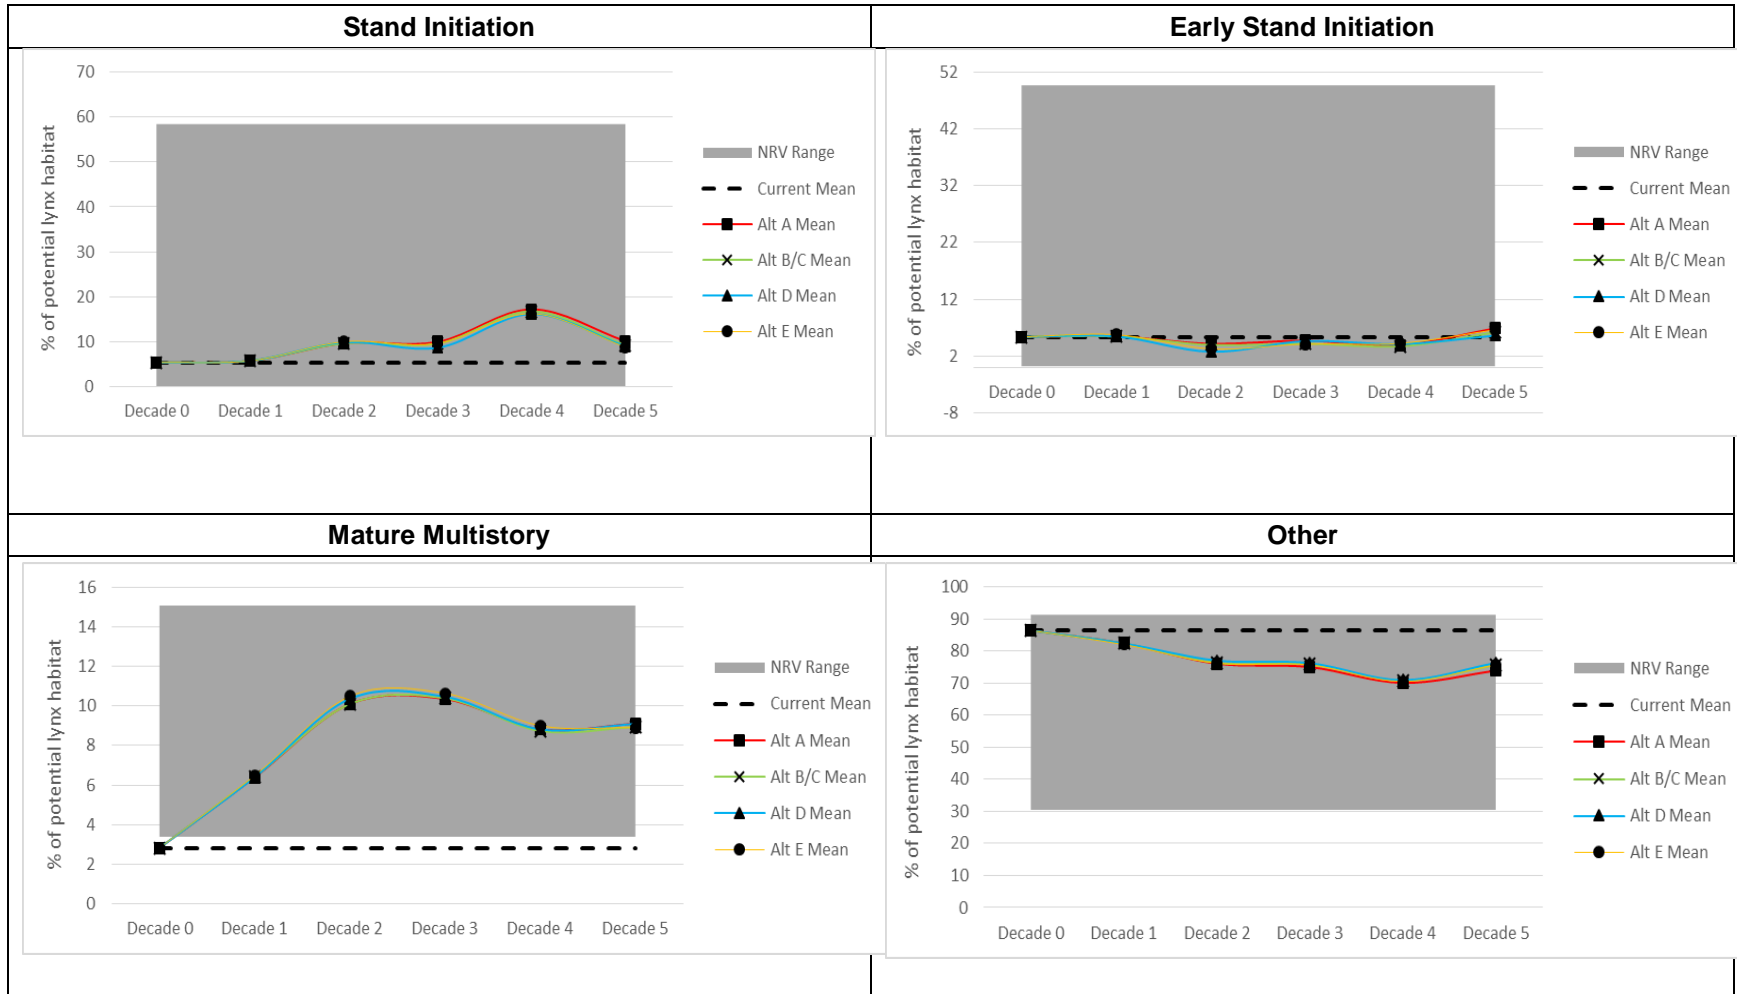 Stand Initiation
Early Stand Initiation
70
60
50
40
30
20
10
0
% of potential lynx habitat
Decade 0 Decade 1 Decade 2 Decade 3 Decade 4 Decade 5
NRV Range
Current Mean
Alt A Mean
Alt B/C Mean
Alt D Mean
Alt E Mean
52
42
32
22
12
2
-8
% of potential lynx habitat
Decade 0 Decade 1 Decade 2 Decade 3 Decade 4 Decade 5
NRV Range
Current Mean
Alt A Mean
Alt B/C Mean
Alt D Mean
Alt E Mean
Mature Multistory
Other
16
14
12
10
8
6
4
2
0
% of potential lynx habitat
Decade 0 Decade 1 Decade 2 Decade 3 Decade 4 Decade 5
NRV Range
Current Mean
Alt A Mean
Alt B/C Mean
Alt D Mean
Alt E Mean
100
90
80
70
60
50
40
30
20
10
0
% of potential lynx habitat
Decade 0 Decade 1 Decade 2 Decade 3 Decade 4 Decade 5
NRV Range
Current Mean
Alt A Mean
Alt B/C Mean
Alt D Mean
Alt E Mean